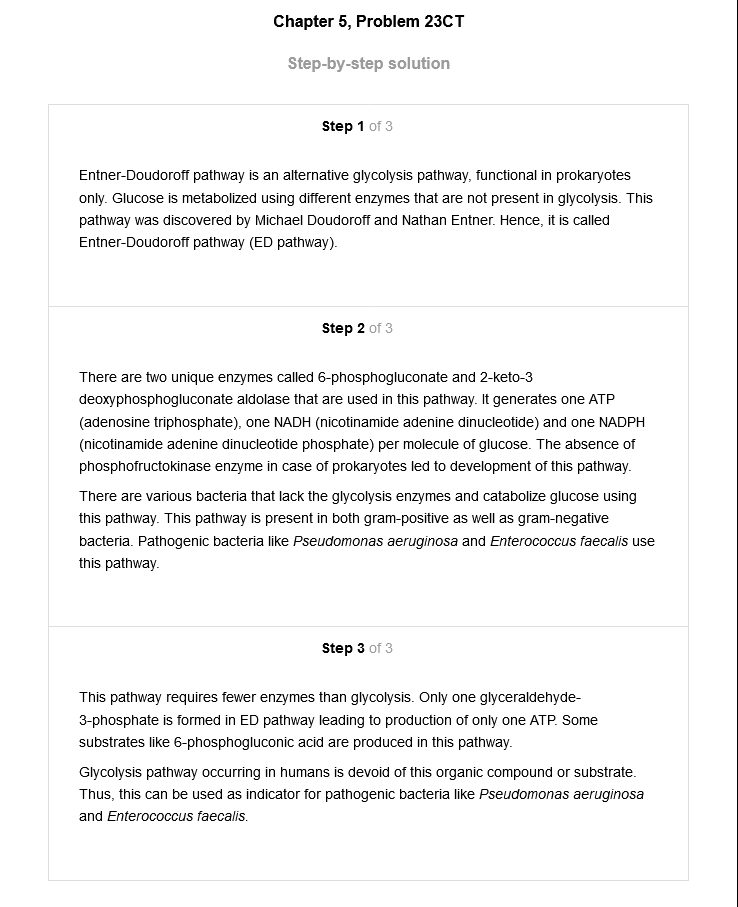 Chapter 5, Problem 23CT
Step-by-step solution
Step 1 of 3
Entner-Doudoroff pathway is an alternative glycolysis pathway, functional in prokaryotes
only. Glucose is metabolized using different enzymes that are not present in glycolysis. This
pathway was discovered by Michael Doudoroff and Nathan Entner. Hence, it is called
Entner-Doudoroff pathway (ED pathway).
Step 2 of 3
There are two unique enzymes called 6-phosphogluconate and 2-keto-3
deoxyphosphogluconate aldolase that are used in this pathway. It generates one ATP
(adenosine triphosphate), one NADH (nicotinamide adenine dinucleotide) and one NADPH
(nicotinamide adenine dinucleotide phosphate) per molecule of glucose. The absence of
phosphofructokinase enzyme in case of prokaryotes led to development of this pathway.
There are various bacteria that lack the glycolysis enzymes and catabolize glucose using
this pathway. This pathway is present in both gram-positive as well as gram-negative
bacteria. Pathogenic bacteria like Pseudomonas aeruginosa and Enterococcus faecalis use
this pathway.
Step 3 of 3
This pathway requires fewer enzymes than glycolysis. Only one glyceraldehyde-
3-phosphate is formed in ED pathway leading to production of only one ATP. Some
substrates like 6-phosphogluconic acid are produced in this pathway.
Glycolysis pathway occurring in humans is devoid of this organic compound or substrate.
Thus, this can be used as indicator for pathogenic bacteria like Pseudomonas aeruginosa
and Enterococcus faecalis.